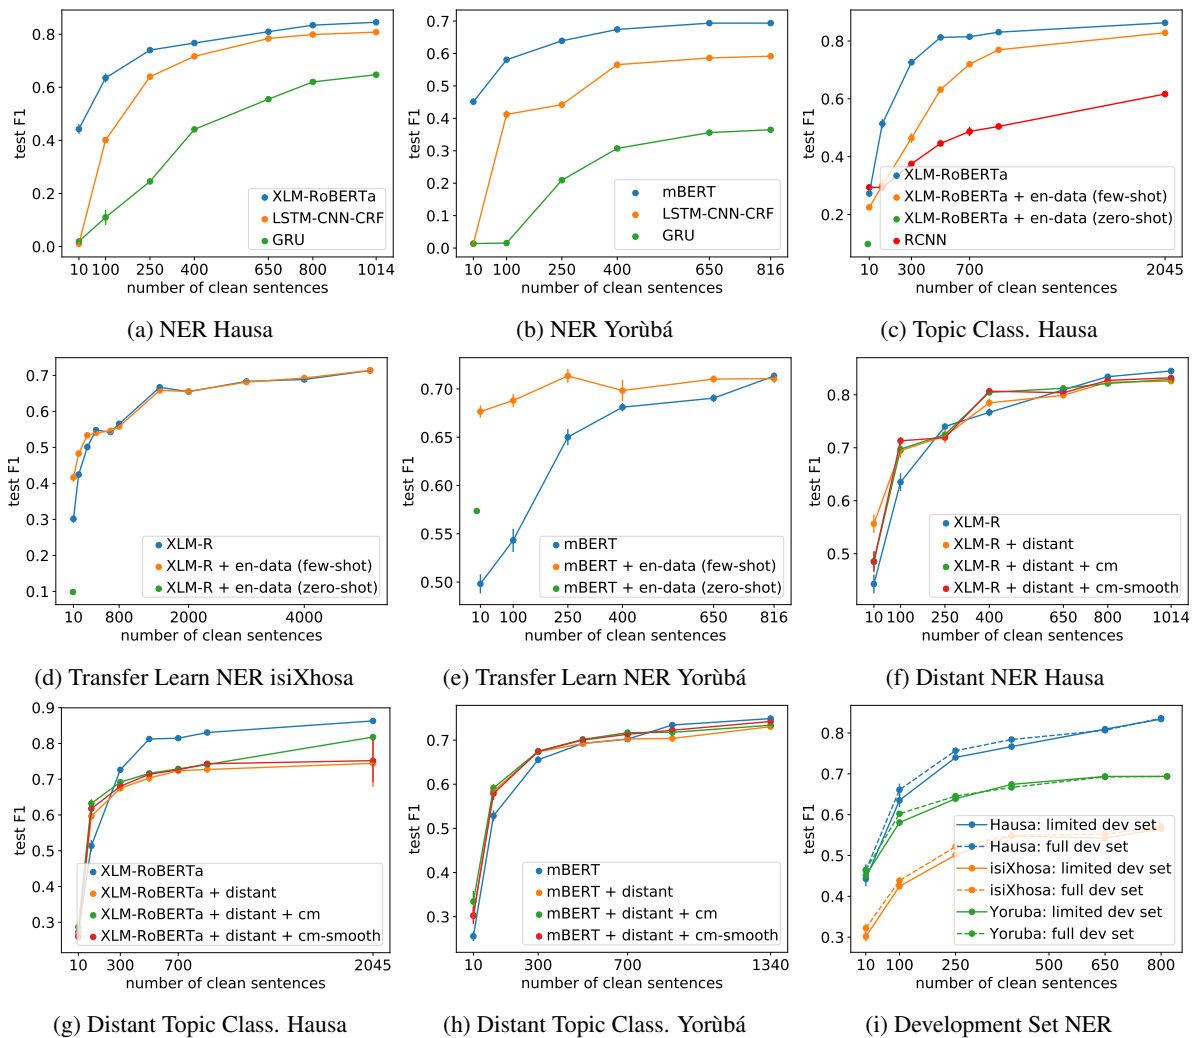 test F1
0.8
0.6
0.4
0.2
0.0
XLM-RoBERTa
LSTM-CNN-CRF
GRU
10 100 250 400 650 800 1014
number of clean sentences
(a) NER Hausa
test F1
0.7
0.6
0.5
0.4
0.3
0.2
0.1
0.0
mBERT
LSTM-CNN-CRF
GRU
10 100 250 400 650 816
number of clean sentences
(b) NER Yorùbá
test F1
0.8
0.6
0.4
0.2
XLM-RoBERTa
XLM-RoBERTa + en-data (few-shot)
XLM-RoBERTa + en-data (zero-shot)
RCNN
10 300 700 2045
number of clean sentences
(c) Topic Class. Hausa
test F1
0.7
0.6
0.5
0.4
0.3
0.2
0.1
XLM-R
XLM-R + en-data (few-shot)
XLM-R + en-data (zero-shot)
10 800 2000 4000
number of clean sentences
(d) Transfer Learn NER isiXhosa
test F1
0.70
0.65
0.60
0.55
0.50
mBERT
mBERT + en-data (few-shot)
mBERT + en-data (zero-shot)
10 100 250 400 650 816
number of clean sentences
(e) Transfer Learn NER Yorùbá
test F1
0.8
0.7
0.6
0.5
XLM-R
XLM-R + distant
XLM-R + distant + cm
XLM-R + distant + cm-smooth
10 100 250 400 650 800 1014
number of clean sentences
(f) Distant NER Hausa
test F1
0.9
0.8
0.7
0.6
0.5
0.4
0.3
XLM-RoBERTa
XLM-RoBERTa + distant
XLM-RoBERTa + distant + cm
XLM-RoBERTa + distant + cm-smooth
10 300 700 2045
number of clean sentences
(g) Distant Topic Class. Hausa
test F1
0.7
0.6
0.5
0.4
0.3
mBERT
mBERT + distant
mBERT + distant + cm
mBERT + distant + cm-smooth
10 300 700 1340
number of clean sentences
(h) Distant Topic Class. Yorùbá
test F1
0.8
0.7
0.6
0.5
0.4
0.3
Hausa: limited dev set
Hausa: full dev set
isiXhosa: limited dev set
isiXhosa: full dev set
Yoruba: limited dev set
Yoruba: full dev set
10 100 250 500 650 800
number of clean sentences
(i) Development Set NER